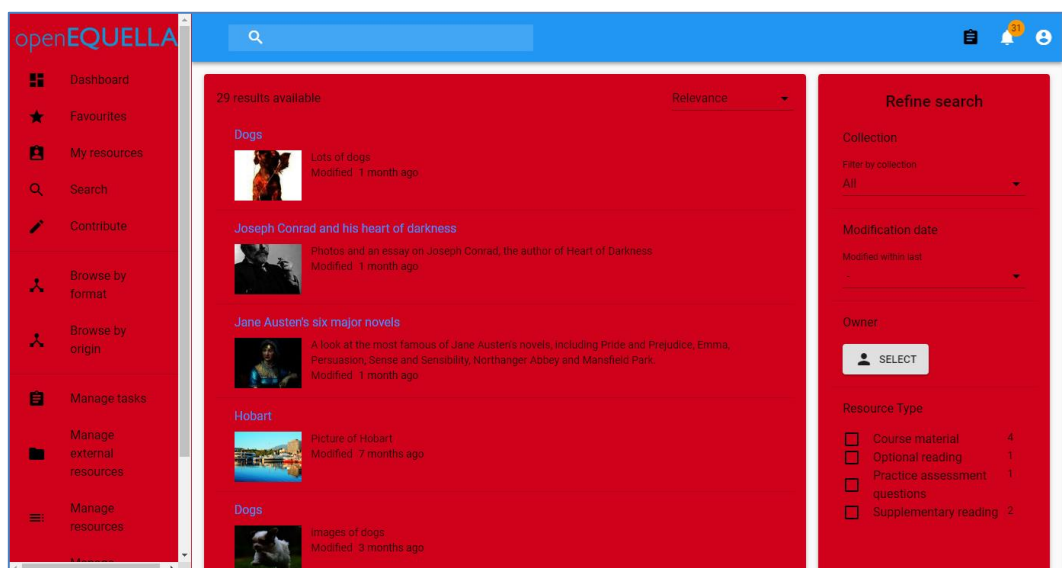 openEQUELLA
31
Dashboard
Favourites
My resources
Search
Contribute
Browse by
format
Browse by
origin
Manage tasks
Manage
external
resources
Manage
resources
29 results available
Relevance
Dogs
Lots of dogs
Modified 1 month ago
Joseph Conrad and his heart of darkness
Photos and an essay on Joseph Conrad, the author of Heart of Darkness
Modified 1 month ago
Jane Austen's six major novels
A look at the most famous of Jane Austen's novels, including Pride and Prejudice, Emma,
Persuasion, Sense and Sensibility, Northanger Abbey and Mansfield Park.
Modified 1 month ago
Hobart
Picture of Hobart
Modified 7 months ago
Dogs
Images of dogs
Modified 3 months ago
Refine search
Collection
Filter by collection
All
Modification date
Modified within last
-
Owner
SELECT
Resource Type
Course material 4
Optional reading 1
Practice assessment 1
questions
Supplementary reading 2